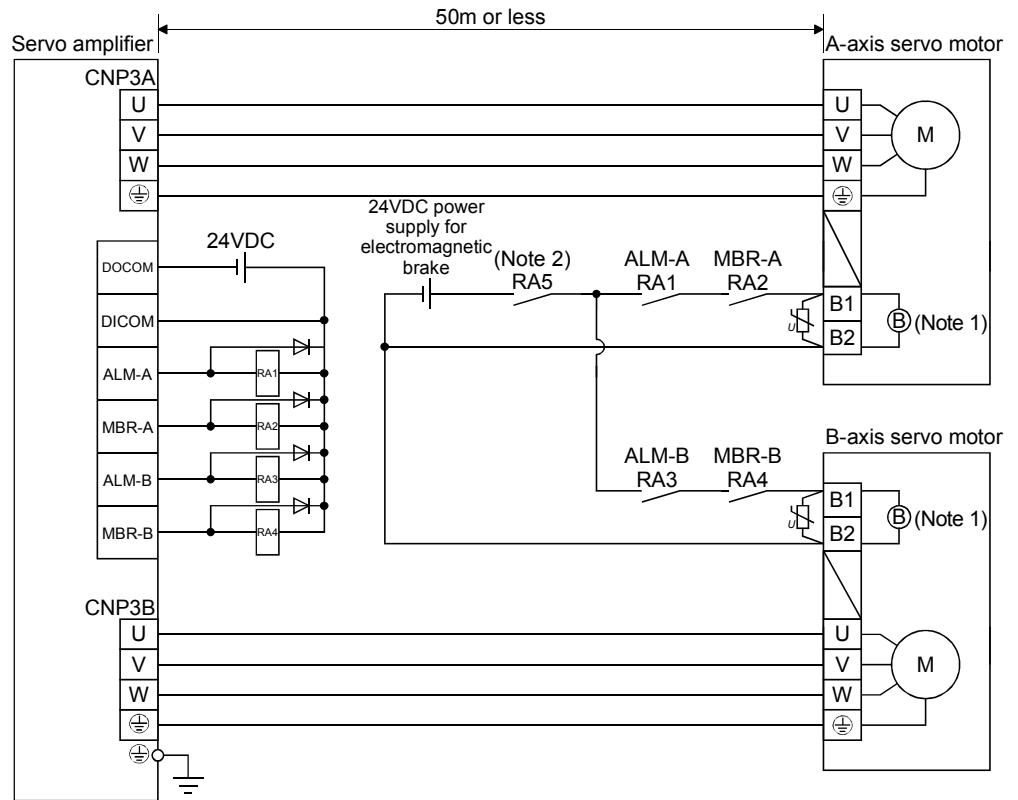 50m or less
Servo amplifier
A-axis servo motor
CNP3A
U
V
W
U
V
W
M
24VDC
DOCOM
DICOM
ALM-A
RA1
MBR-A
RA2
ALM-B
RA3
MBR-B
RA4
24VDC power
supply for
electromagnetic
brake
(Note 2)
RA5
ALM-A
RA1
MBR-A
RA2
U
B1
B2
B
(Note 1)
B-axis servo motor
ALM-B
RA3
MBR-B
RA4
U
B1
B2
B
(Note 1)
CNP3B
U
V
W
U
V
W
M